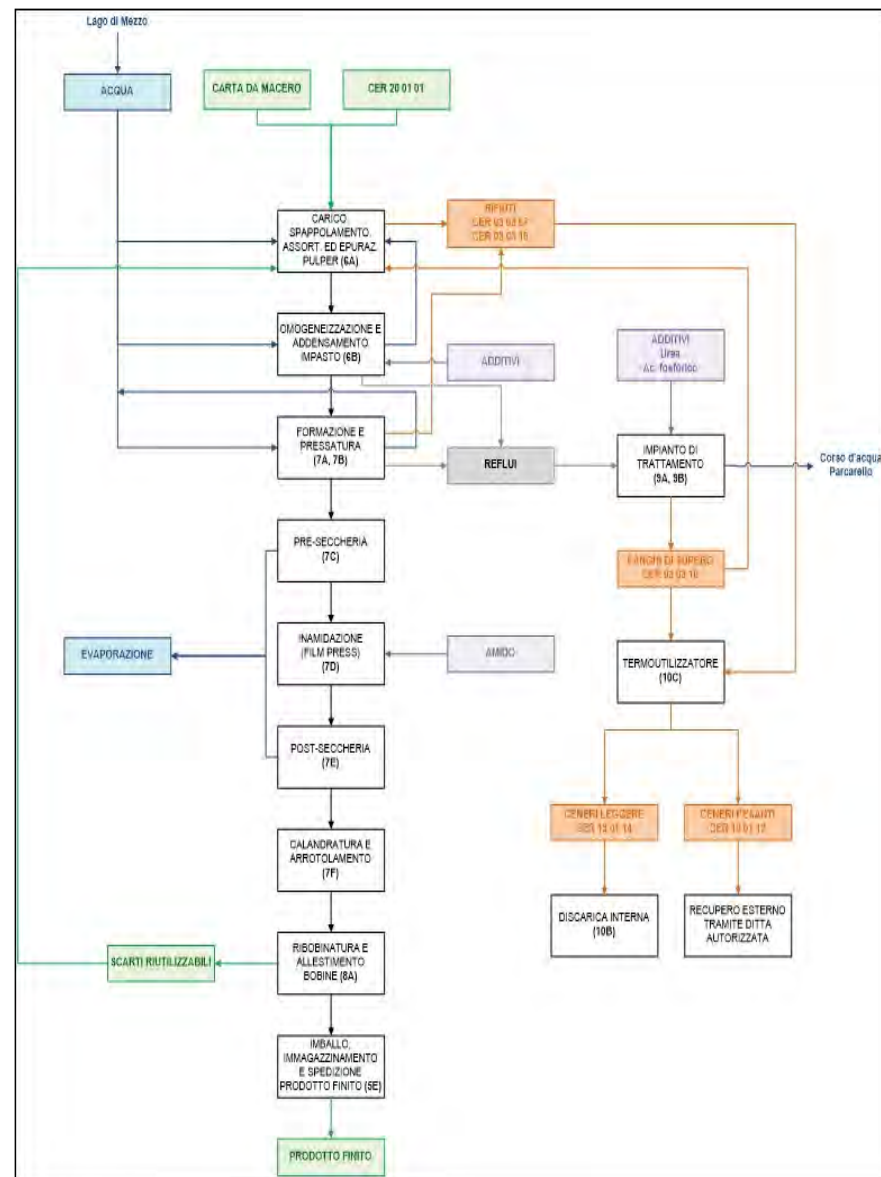 Lago di Mezzo
ACQUA
CARTA DA MACERO
CER 20 01 01
CARICO
SPAPPOLAMENTO,
ASSORT. ED EPURAZ.
PULPER (6A)
RIFIUTI
CER 03 03 07
CER 03 03 10
OMOGENEIZZAZIONE E
ADDENSAMENTO
IMPASTO (6B)
ADDITIVI
ADDITIVI
Urea
Ac. fosforico
FORMAZIONE E
PRESSATURA
(7A, 7B)
REFLUI
IMPIANTO DI
TRATTAMENTO
(9A, 9B)
Corso d'acqua
Parcarello
PRE-SECCHERIA
(7C)
FANGHI DI SUPERO
CER 03 03 10
EVAPORAZIONE
INAMIDAZIONE
(FILM PRESS)
(7D)
AMIDO
TERMOUTILIZZATORE
(10C)
POST-SECCHERIA
(7E)
CENERI LEGGERE
CER
CENERI PESANTI
CER
CALANDRATURA E
ARROTOLAMENTO
(7F)
DISCARICA INTERNA
(10B)
RECUPERO ESTERNO
TRAMITE DITTA
AUTORIZZATA
SCARTI RIUTILIZZABILI
RIBOBINATURA E
ALLESTIMENTO
BOBINE (8A)
IMBALLO,
IMMAGAZZINAMENTO
E SPEDIZIONE
PRODOTTO FINITO (5E)
PRODOTTO FINITO